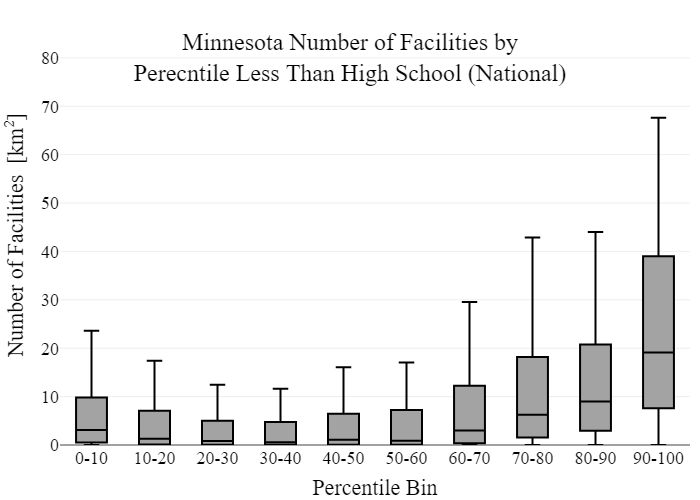 Minnesota Number of Facilities by
Perecntile Less Than High School (National)
Number of Facilities [km²]
80
70
60
50
40
30
20
10
0
0-10 10-20 20-30 30-40 40-50 50-60 60-70 70-80 80-90 90-100
Percentile Bin